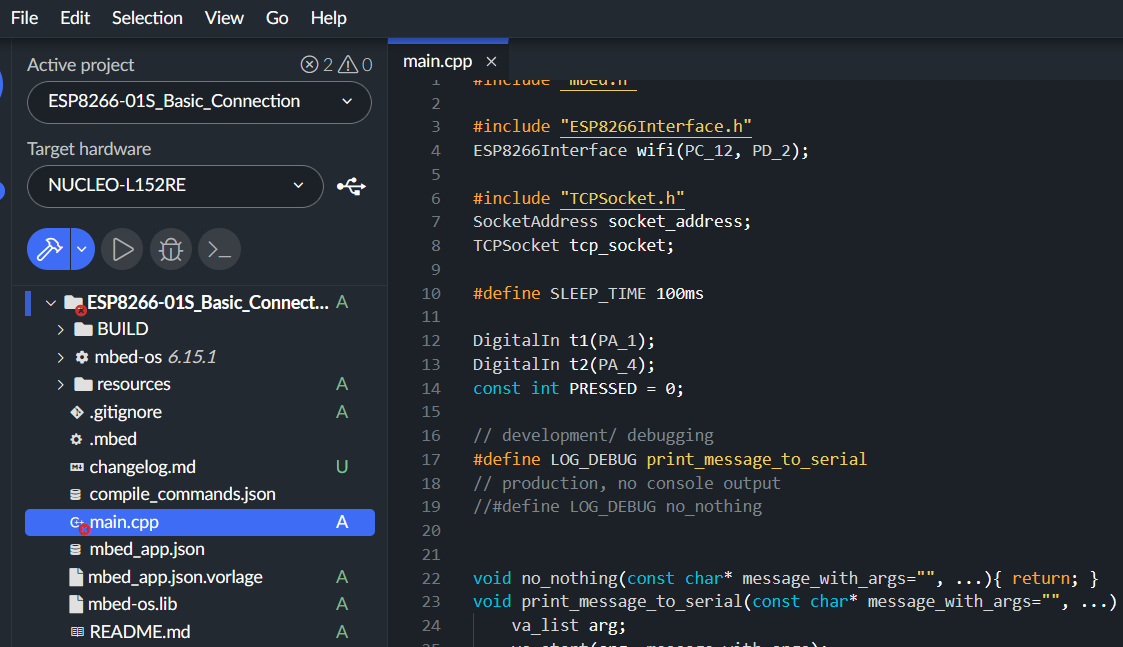 File Edit Selection View Go Help
Active project 2 0
ESP8266-01S_Basic_Connection
Target hardware
NUCLEO-L152RE
ESP8266-01S_Basic_Connect... A
BUILD
mbed-os 6.15.1
resources A
.gitignore A
.mbed
changelog.md U
compile_commands.json
main.cpp A
mbed_app.json
mbed_app.json.vorlage A
mbed-os.lib A
README.md A
main.cpp ×
1 #include "mbed.h"
2
3 #include "ESP8266Interface.h"
4 ESP8266Interface wifi(PC_12, PD_2);
5
6 #include "TCPSocket.h"
7 SocketAddress socket_address;
8 TCPSocket tcp_socket;
9
10 #define SLEEP_TIME 100ms
11
12 DigitalIn t1(PA_1);
13 DigitalIn t2(PA_4);
14 const int PRESSED = 0;
15
16 // development/ debugging
17 #define LOG_DEBUG print_message_to_serial
18 // production, no console output
19 //#define LOG_DEBUG no_nothing
20
21
22 void no_nothing(const char* message_with_args="", ...){ return; }
23 void print_message_to_serial(const char* message_with_args="", ...)
24 va_list arg;
25 va_start(arg, message_with_args);